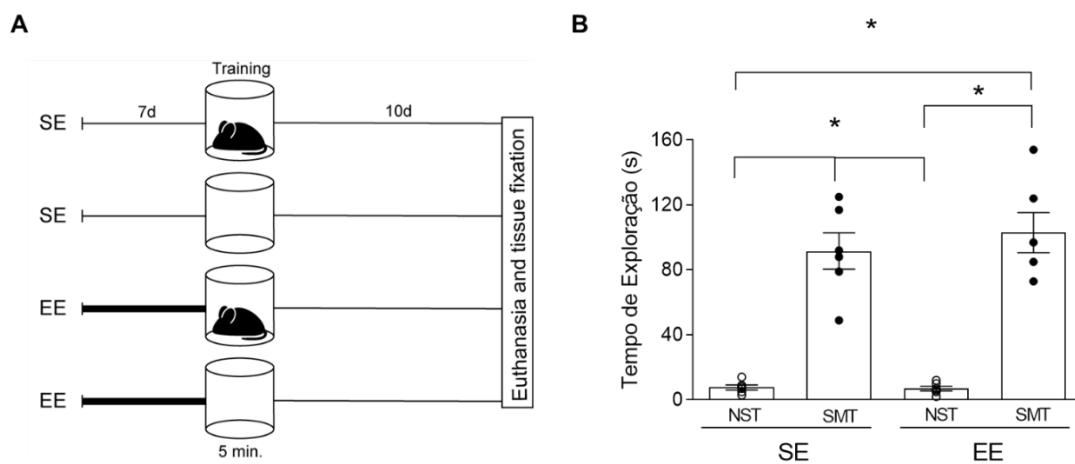 A
Training
SE
7d
10d
SE
EE
EE
5 min.
Euthanasia and tissue fixation
B
*
*
*
Tempo de Exploração (s)
160
120
80
40
0
NST
SMT
NST
SMT
SE
EE